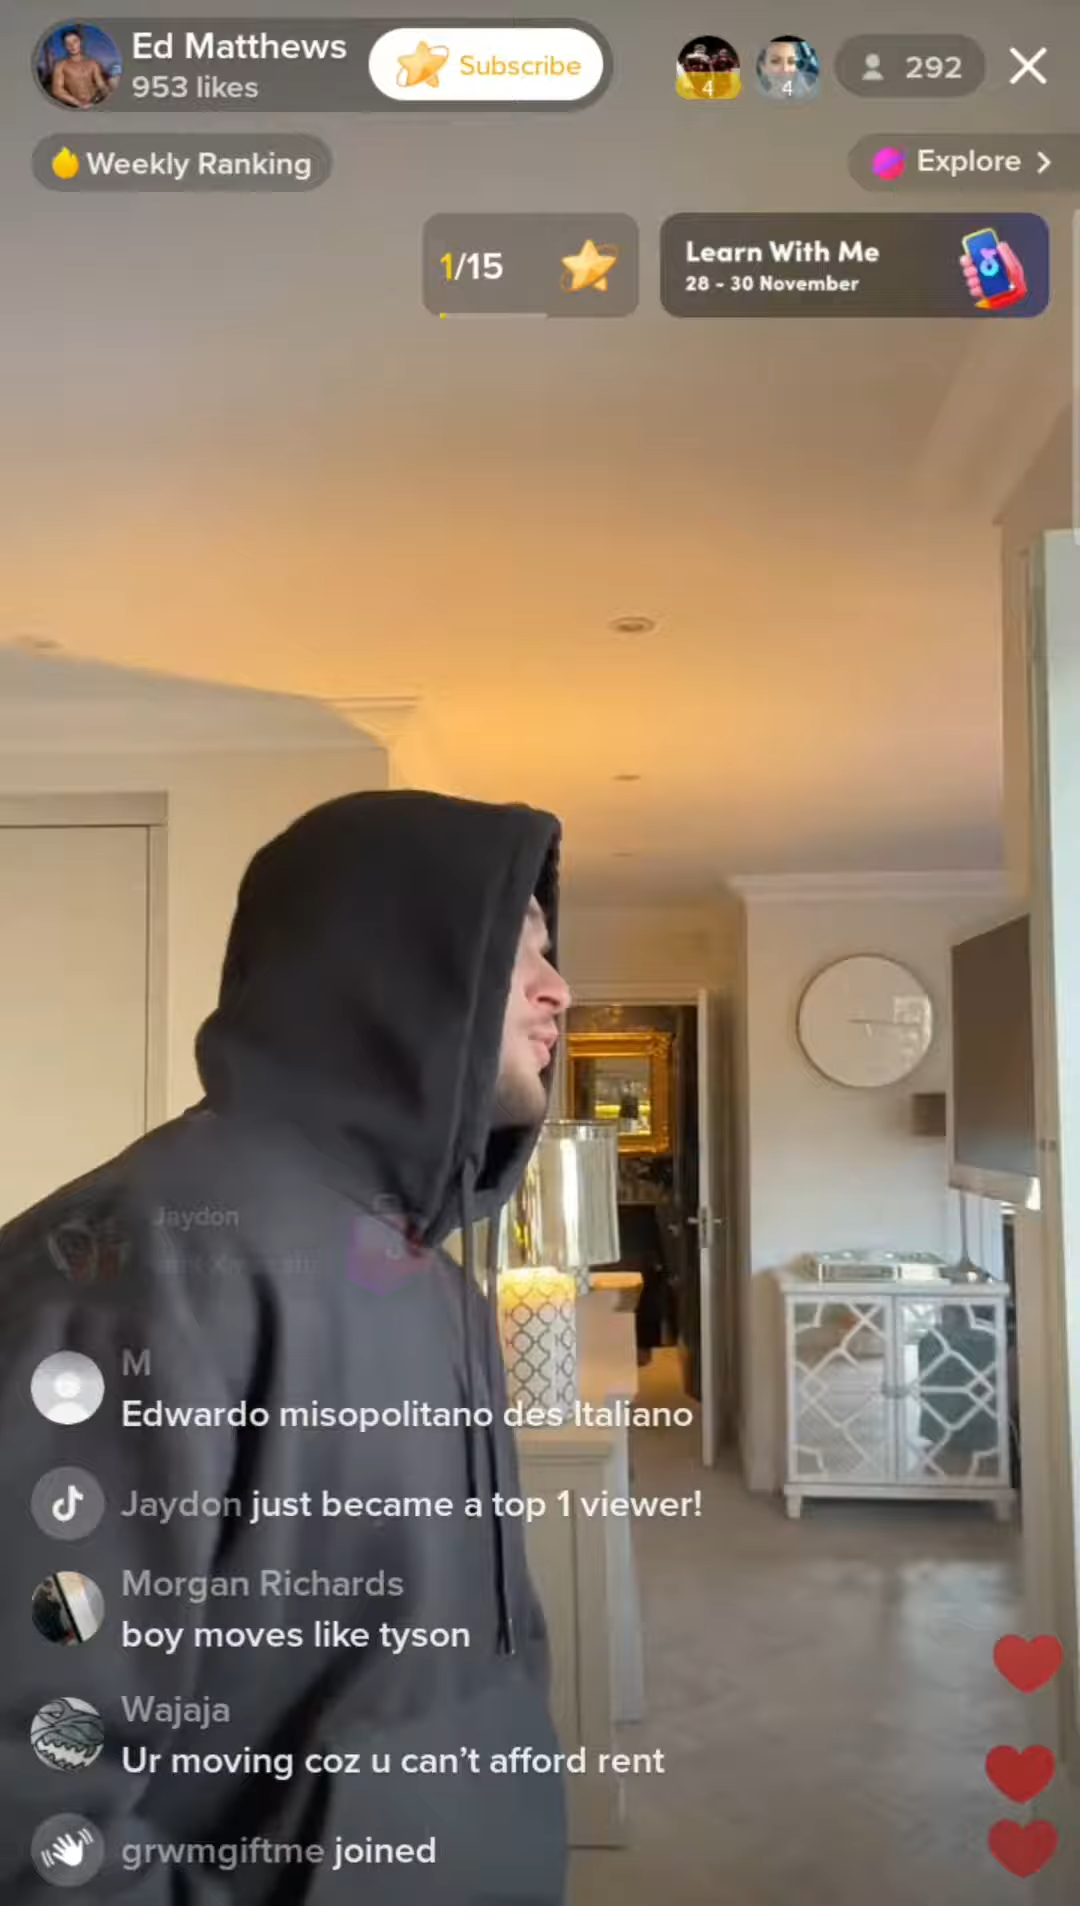 Ed Matthews
953 likes
Subscribe
4
4
292
Weekly Ranking
Explore
1/15
Learn With Me
28 - 30 November
Jaydon
M
Edwardo misopolitano des Italiano
Jaydon just became a top 1 viewer!
Morgan Richards
boy moves like tyson
Wajaja
Ur moving coz u can't afford rent
grwmgiftme joined